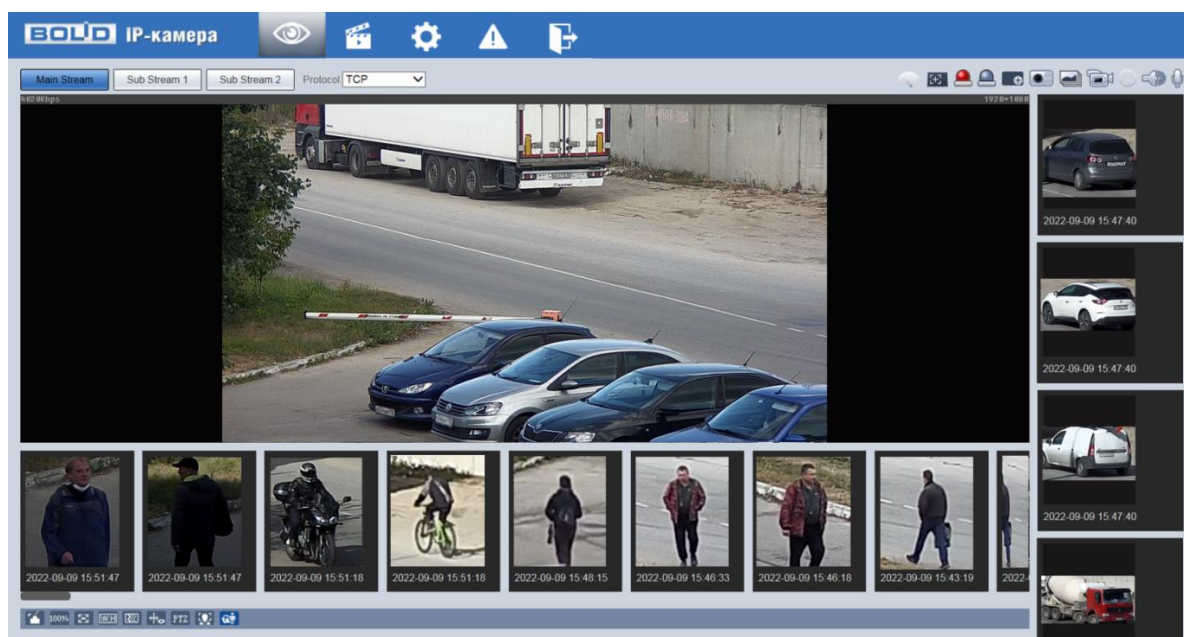 BOLID IP-камера
Main Stream
Sub Stream 1
Sub Stream 2
Protocol
TCP
1920*1080
2022-09-09 15:47:40
2022-09-09 15:47:40
2022-09-09 15:47:40
2022-09-09 15:51:47
2022-09-09 15:51:47
2022-09-09 15:51:18
2022-09-09 15:51:18
2022-09-09 15:48:15
2022-09-09 15:46:33
2022-09-09 15:46:18
2022-09-09 15:43:19
2022-
100%
W:H
PTZ